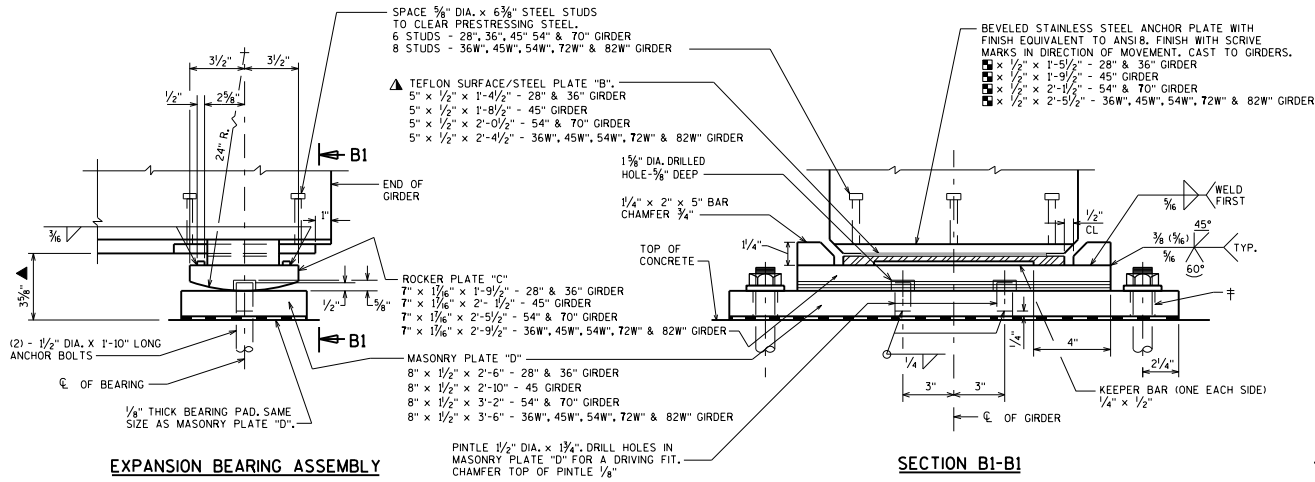 SPACE 5/8" DIA. x 6 3/8" STEEL STUDS
TO CLEAR PRESTRESSING STEEL.
6 STUDS - 28", 36", 45" 54" & 70" GIRDER
8 STUDS - 36W", 45W", 54W", 72W" & 82W" GIRDER
BEVELED STAINLESS STEEL ANCHOR PLATE WITH
FINISH EQUIVALENT TO ANSI 8. FINISH WITH SCRIVE
MARKS IN DIRECTION OF MOVEMENT. CAST TO GIRDERS.
x 1/2" x 1'-5 1/2" - 28" & 36" GIRDER
x 1/2" x 1'-9 1/2" - 45" GIRDER
x 1/2" x 2'-1 1/2" - 54" & 70" GIRDER
x 1/2" x 2'-5 1/2" - 36W", 45W", 54W", 72W" & 82W" GIRDER
3 1/2" 3 1/2"
1/2" 2 5/8"
24" R.
TEFLON SURFACE/STEEL PLATE "B".
5" x 1/2" x 1'-4 1/2" - 28" & 36" GIRDER
5" x 1/2" x 1'-8 1/2" - 45" GIRDER
5" x 1/2" x 2'-0 1/2" - 54" & 70" GIRDER
5" x 1/2" x 2'-4 1/2" - 36W", 45W", 54W", 72W" & 82W" GIRDER
B1
END OF
GIRDER
1"
3/16
3 5/8"
1 5/8" DIA. DRILLED
HOLE-5/8" DEEP
1 1/4" x 2" x 5" BAR
CHAMFER 3/4"
TOP OF
CONCRETE
1 1/4"
1/2"
CL
5/16
WELD
FIRST
3/8 (5/16)
5/16
45°
60°
TYP.
ROCKER PLATE "C"
7" x 1 7/16" x 1'-9 1/2" - 28" & 36" GIRDER
7" x 1 7/16" x 2'- 1 1/2" - 45" GIRDER
7" x 1 7/16" x 2'-5 1/2" - 54" & 70" GIRDER
7" x 1 7/16" x 2'-9 1/2" - 36W", 45W", 54W", 72W" & 82W" GIRDER
1/2"
5/8"
B1
(2) - 1 1/2" DIA. X 1'-10" LONG
ANCHOR BOLTS
℄ OF BEARING
1/8" THICK BEARING PAD. SAME
SIZE AS MASONRY PLATE "D".
MASONRY PLATE "D"
8" x 1 1/2" x 2'-6" - 28" & 36" GIRDER
8" x 1 1/2" x 2'-10" - 45 GIRDER
8" x 1 1/2" x 3'-2" - 54" & 70" GIRDER
8" x 1 1/2" x 3'-6" - 36W", 45W", 54W", 72W" & 82W" GIRDER
‡
1/4"
4"
2 1/4"
1/4
3" 3"
KEEPER BAR (ONE EACH SIDE)
1/4" x 1/2"
℄ OF GIRDER
PINTLE 1 1/2" DIA. x 1 3/4". DRILL HOLES IN
MASONRY PLATE "D" FOR A DRIVING FIT.
CHAMFER TOP OF PINTLE 1/8"
EXPANSION BEARING ASSEMBLY
SECTION B1-B1